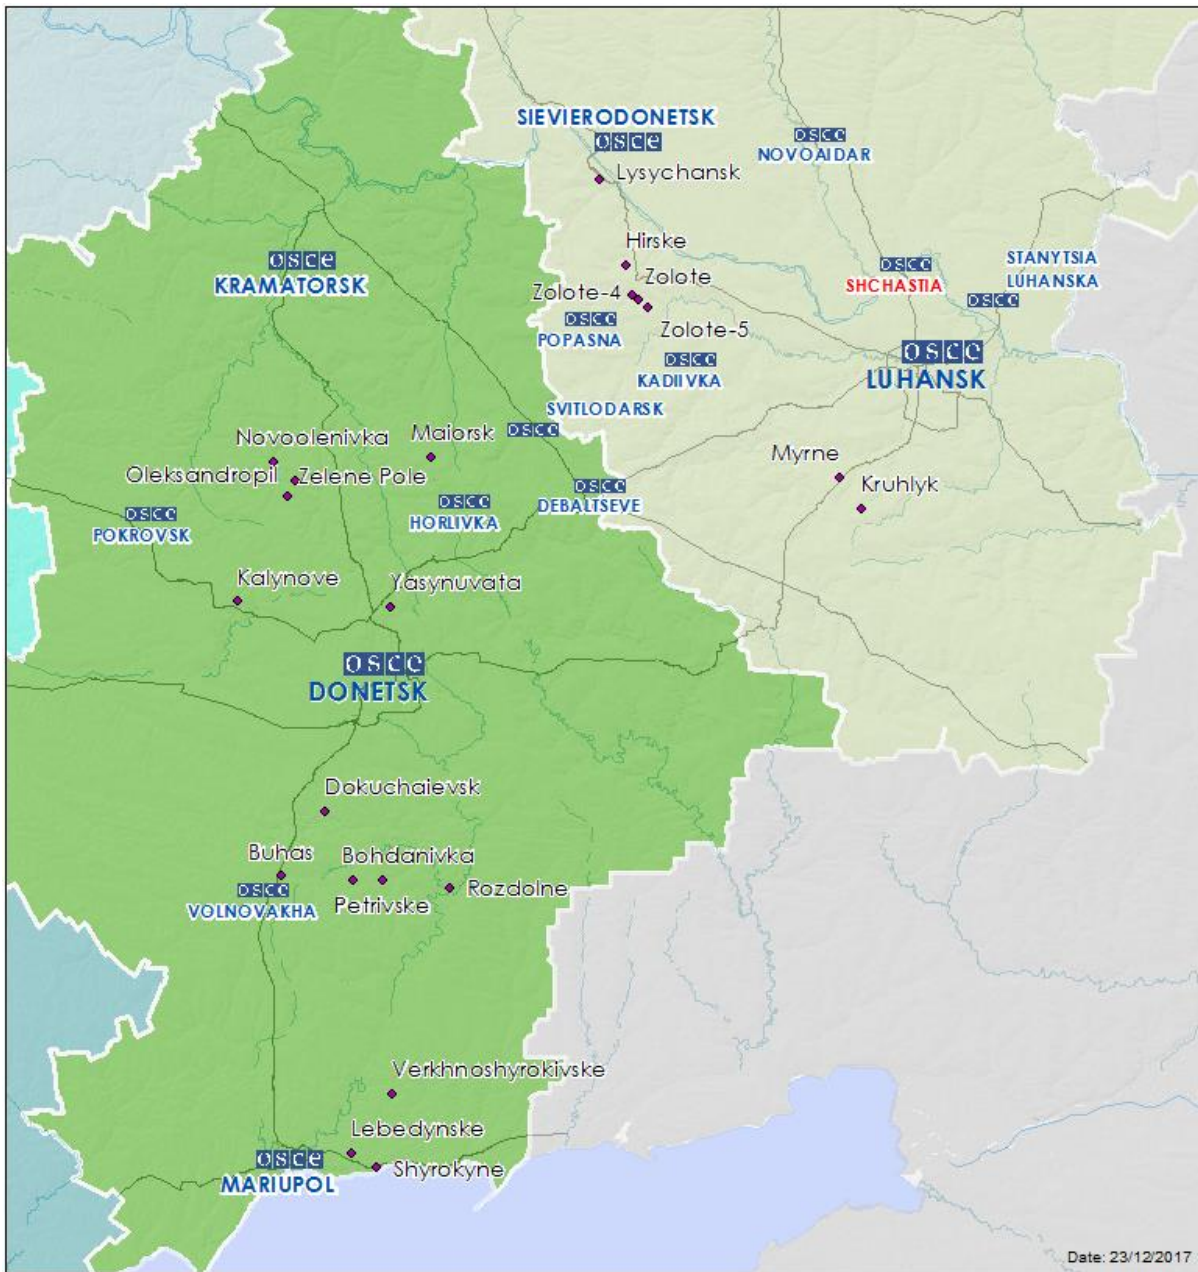 SIEVIERODONETSK
osce
osce
NOVOAIDAR
Lysychansk
Hirske
osce
KRAMATORSK
STANYTSIA
LUHANSKA
osce
SHCHASTIA
osce
Zolote
Zolote-4
Zolote-5
osce
POPASNA
osce
KADIIVKA
osce
LUHANSK
SVITLODARSK
osce
Novoolenivka
Maiorsk
Oleksandropil
Zelene Pole
Myrne
Kruhlyk
osce
POKROVSK
osce
HORLIVKA
osce
DEBALTSEVE
Kalynove
Yasynuvata
osce
DONETSK
Dokuchaievsk
Buhas
Bohdanivka
osce
VOLNOVAKHA
Petrivske
Rozdolne
Verkhnoshyrokivske
Lebedynske
osce
MARIUPOL
Shyrokyne
Date: 23/12/2017